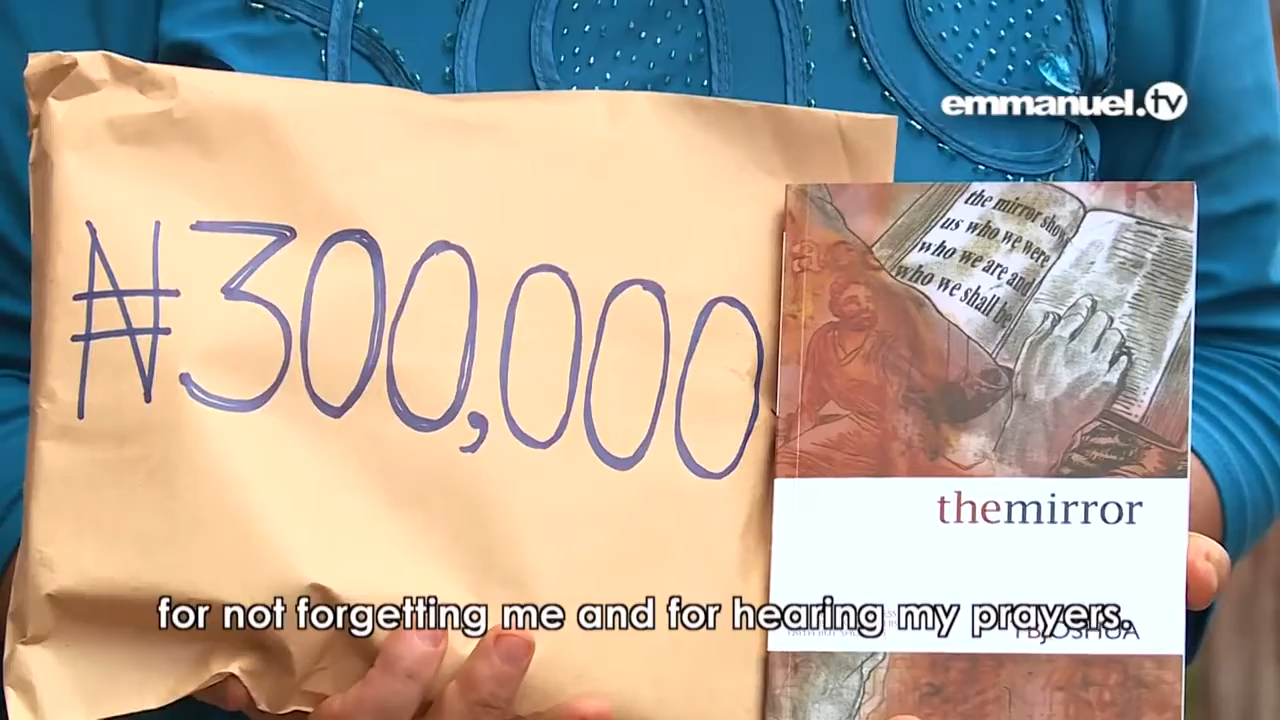 emmanuel.tv
₦300,000
the mirror show
us who we were
who we are and
who we shall be
themirror
for not forgetting me and for hearing my prayers.
TB JOSHUA